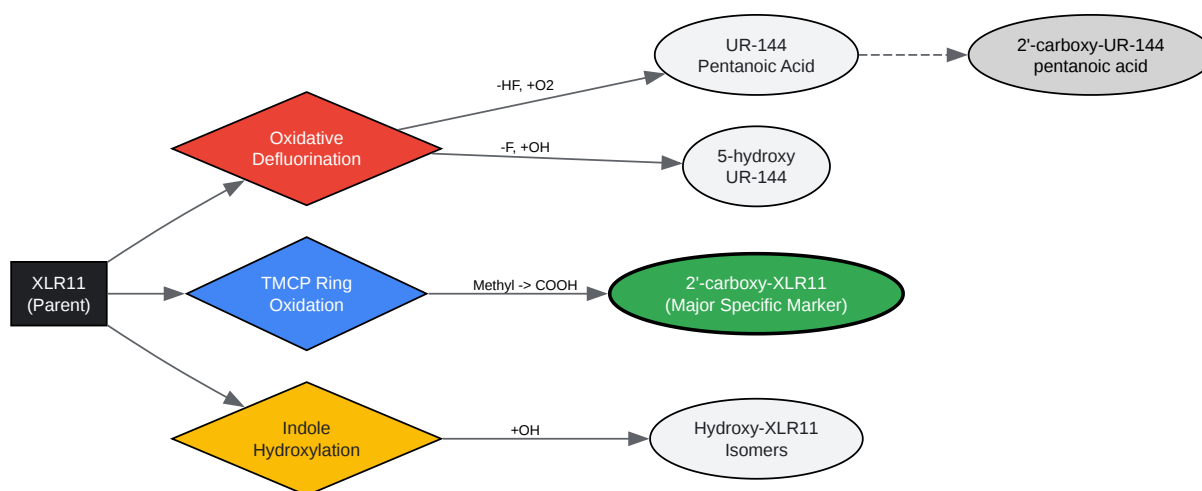 UR-144
Pentanoic Acid
2'-carboxy-UR-144
pentanoic acid
-HF, +O2
Oxidative
Defluorination
-F, +OH
5-hydroxy
UR-144
XLR11
(Parent)
TMCP Ring
Oxidation
Methyl -> COOH
2'-carboxy-XLR11
(Major Specific Marker)
Indole
Hydroxylation
+OH
Hydroxy-XLR11
Isomers